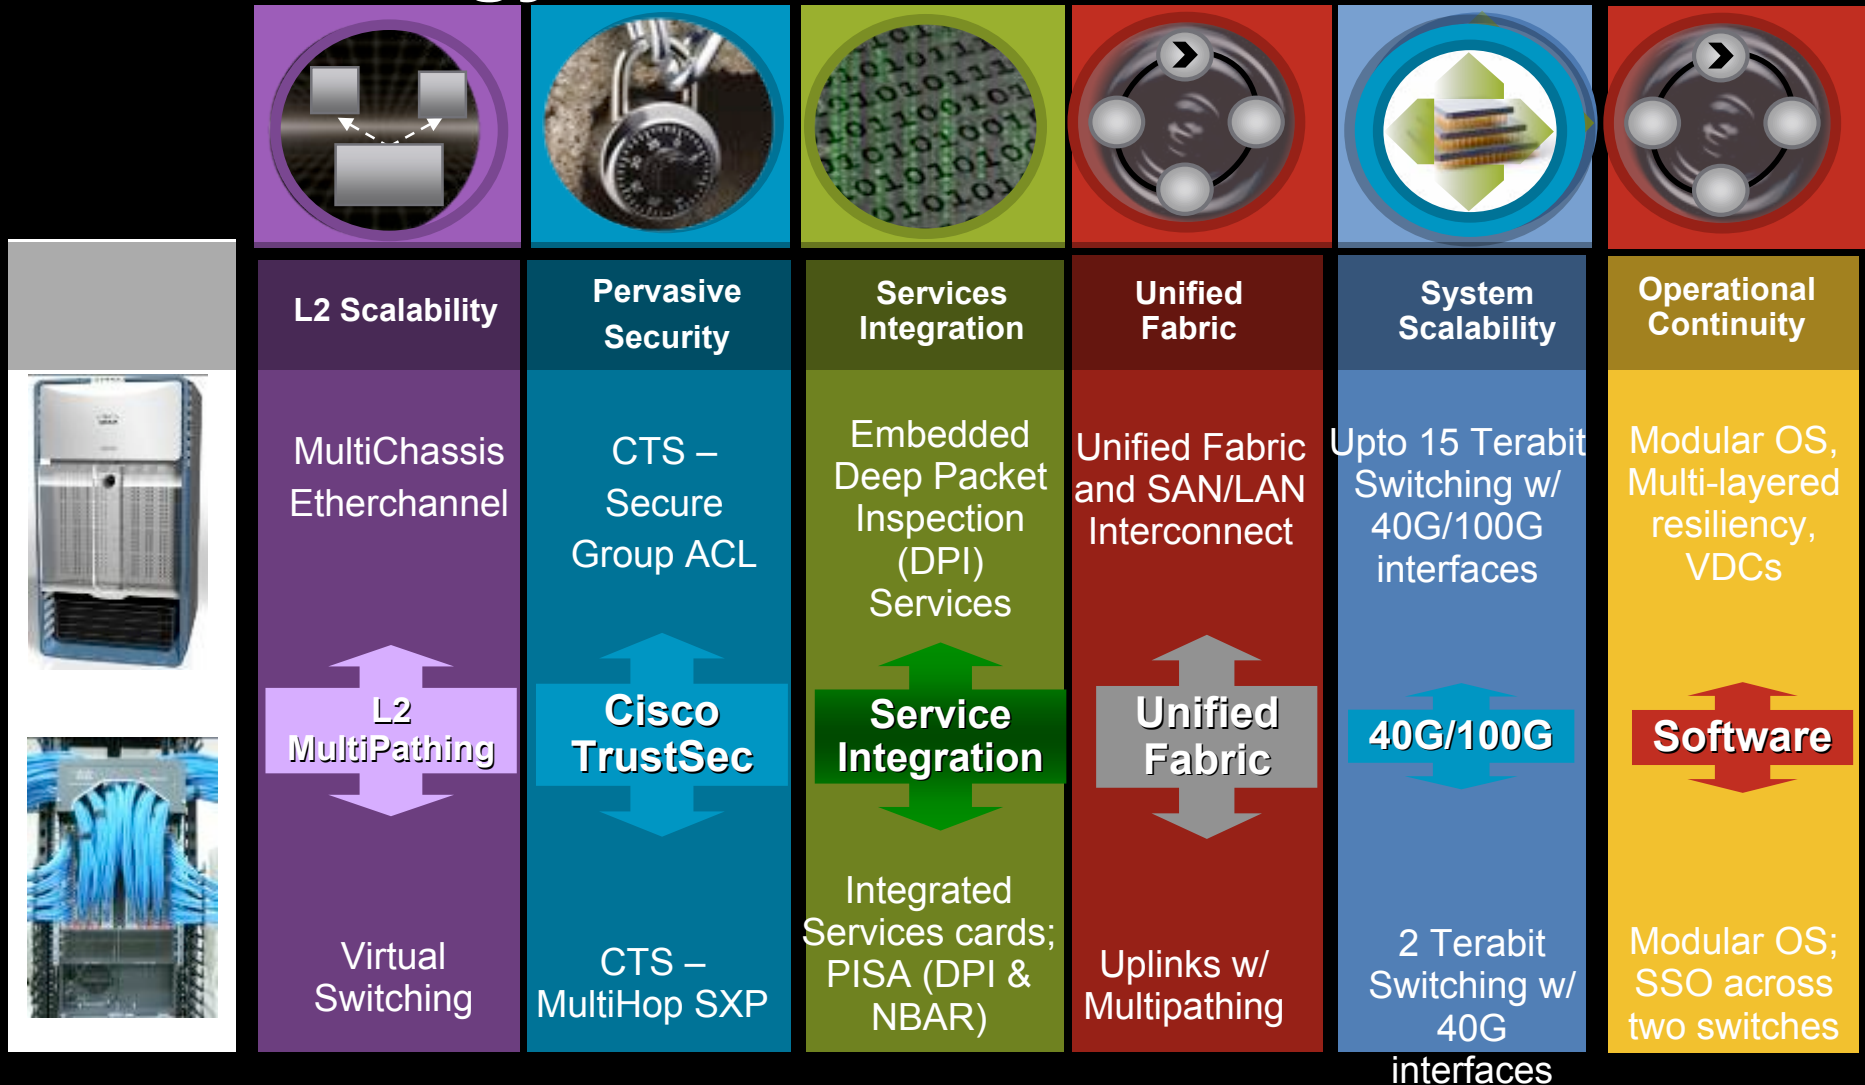 L2 Scalability
Pervasive
Security
Services
Integration
Unified
Fabric
System
Scalability
Operational
Continuity
MultiChassis
Etherchannel
CTS –
Secure
Group ACL
Embedded
Deep Packet
Inspection
(DPI)
Services
Unified Fabric
and SAN/LAN
Interconnect
Upto 15 Terabit
Switching w/
40G/100G
interfaces
Modular OS,
Multi-layered
resiliency,
VDCs
L2
MultiPathing
Cisco
TrustSec
Service
Integration
Unified
Fabric
40G/100G
Software
Virtual
Switching
CTS –
MultiHop SXP
Integrated
Services cards;
PISA (DPI &
NBAR)
Uplinks w/
Multipathing
2 Terabit
Switching w/
40G
interfaces
Modular OS;
SSO across
two switches